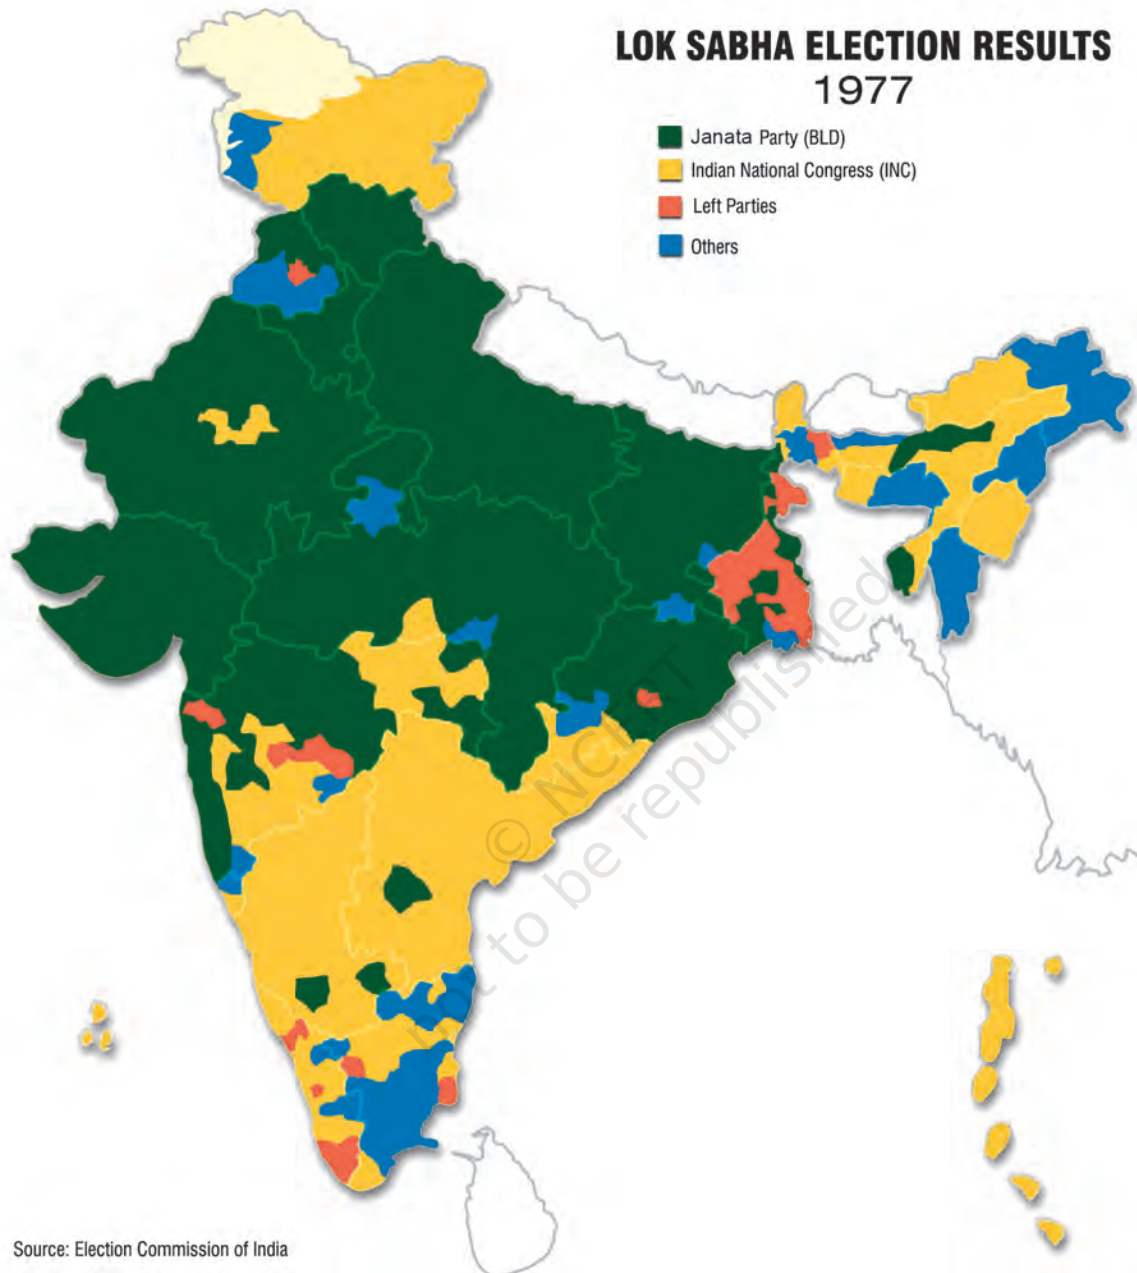 LOK SABHA ELECTION RESULTS
1977
Janata Party (BLD)
Indian National Congress (INC)
Left Parties
Others
© NCERT
not to be republished
Source: Election Commission of India